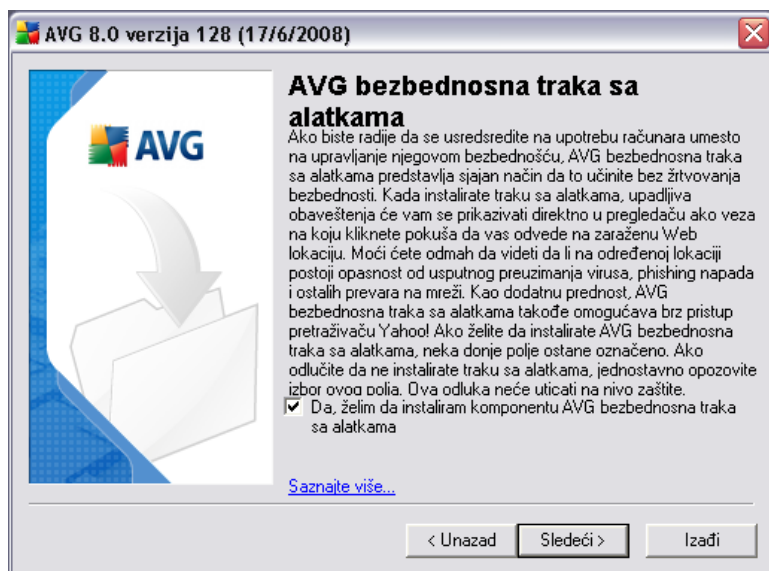 AVG 8.0 verzija 128 (17/6/2008)
AVG
AVG bezbednosna traka sa
alatkama
Ako biste radije da se usredsredite na upotrebu računara umesto
na upravljanje njegovom bezbednošću, AVG bezbednosna traka
sa alatkama predstavlja sjajan način da to učinite bez žrtvovanja
bezbednosti. Kada instalirate traku sa alatkama, upadljiva
obaveštenja će vam se prikazivati direktno u pregledaču ako veza
na koju kliknete pokuša da vas odvede na zaraženu Web
lokaciju. Moći ćete odmah da videti da li na određenoj lokaciji
postoji opasnost od usputnog preuzimanja virusa, phishing napada
i ostalih prevara na mreži. Kao dodatnu prednost, AVG
bezbednosna traka sa alatkama takođe omogućava brz pristup
pretraživaču Yahoo! Ako želite da instalirate AVG bezbednosna
traka sa alatkama, neka donje polje ostane označeno. Ako
odlučite da ne instalirate traku sa alatkama, jednostavno opozovite
izbor ovog polja. Ova odluka neće uticati na nivo zaštite.
Da, želim da instaliram komponentu AVG bezbednosna traka
sa alatkama
Saznajte više...
< Unazad
Sledeći >
Izađi